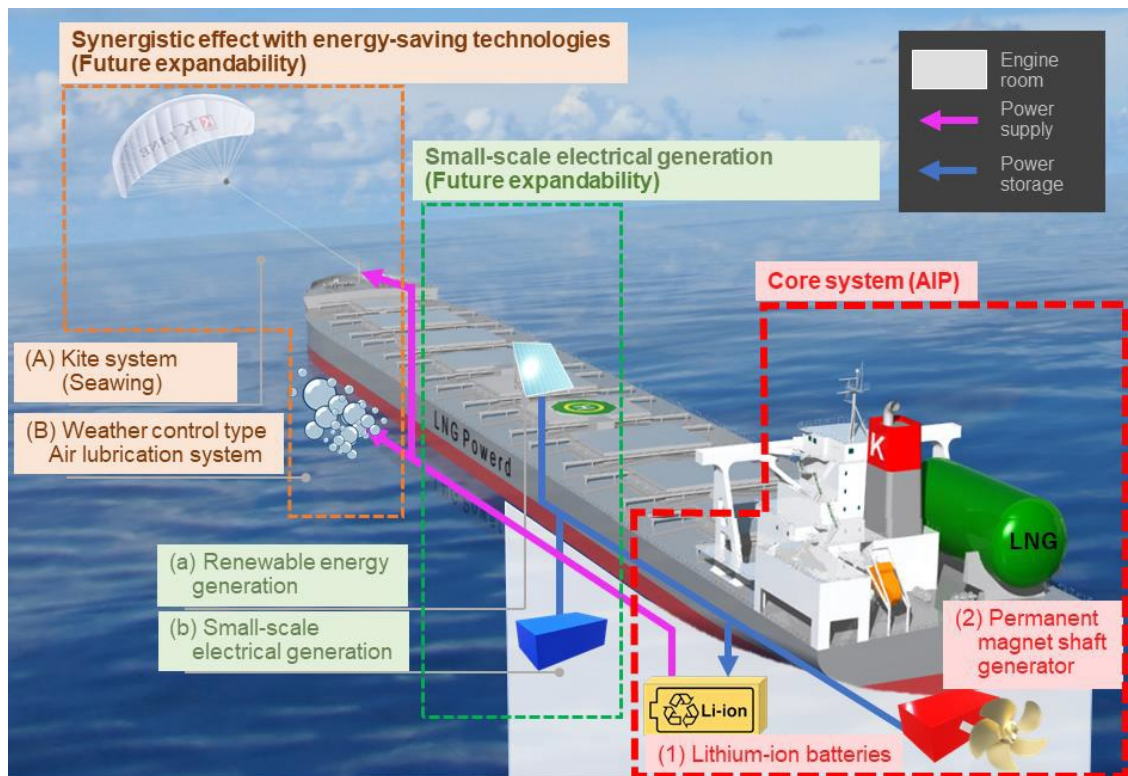 Synergistic effect with energy-saving technologies
(Future expandability)
K LINE
Engine
room
Power
supply
Power
storage
Small-scale electrical generation
(Future expandability)
Core system (AIP)
(A) Kite system
(Seawing)
(B) Weather control type
Air lubrication system
LNG Powerd
K
LNG
(a) Renewable energy
generation
(b) Small-scale
electrical generation
(2) Permanent
magnet shaft
generator
Li-ion
(1) Lithium-ion batteries